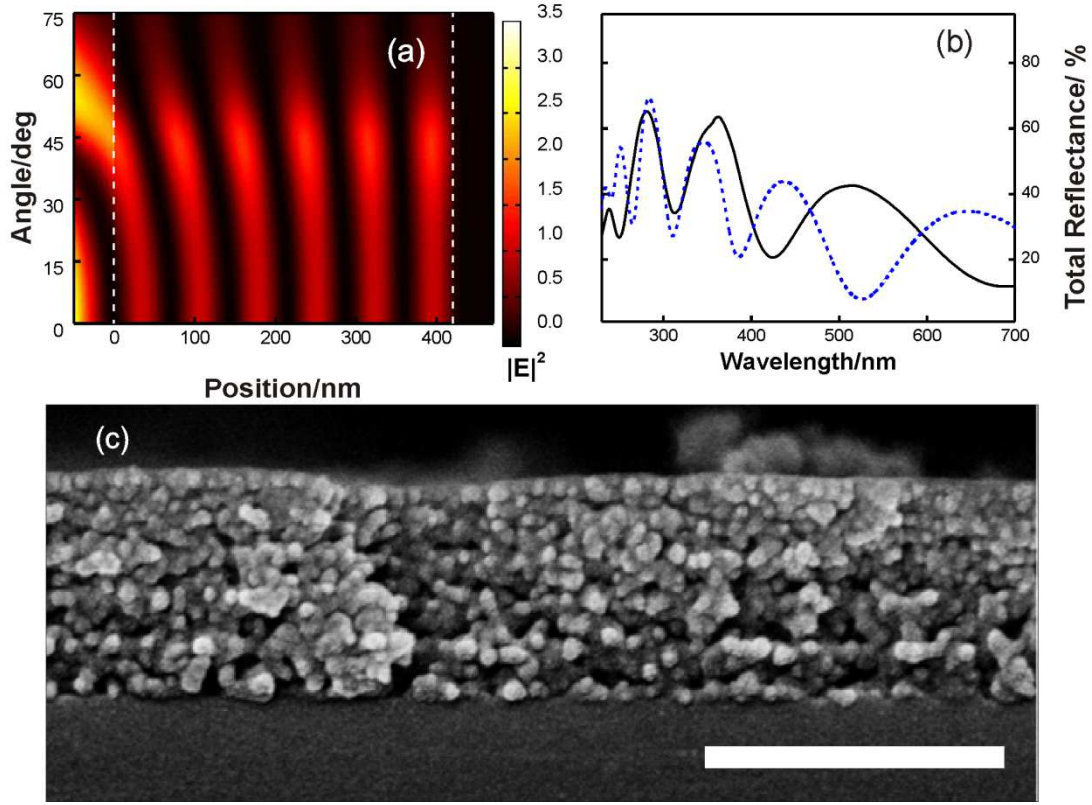 (a)
75
60
45
30
15
0
Angle/deg
0 100 200 300 400
Position/nm
3.5
3.0
2.5
2.0
1.5
1.0
0.5
0.0
|E|²
(b)
80
60
40
20
Total Reflectance/ %
300 400 500 600 700
Wavelength/nm
(c)